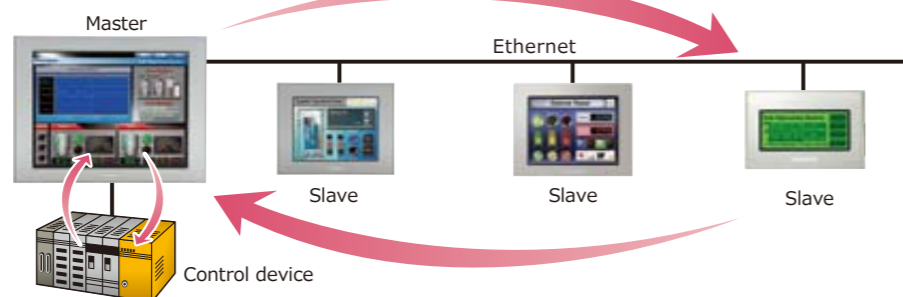 Master
Ethernet
Slave
Slave
Slave
Control device